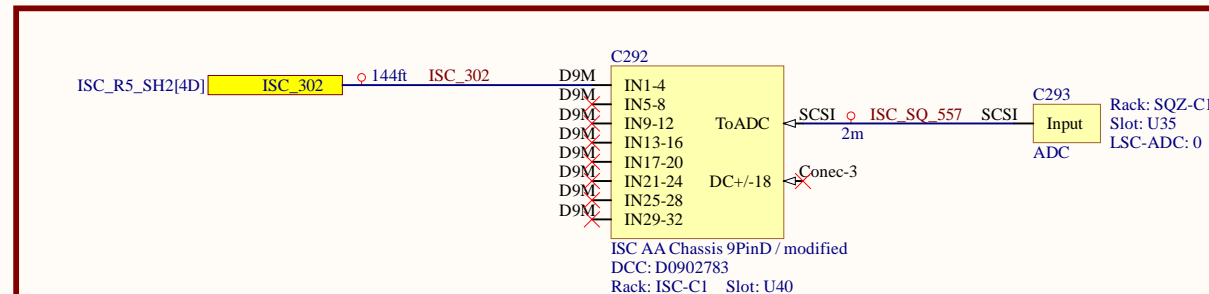 C292
ISC_R5_SH2[4D] ISC_302 144ft ISC_302 D9M IN1-4
D9M IN5-8
D9M IN9-12 ToADC SCSI ISC_SQ_557 SCSI
2m
D9M IN13-16
D9M IN17-20
D9M IN21-24 DC+/-18 Conec-3
D9M IN25-28
D9M IN29-32
C293
Input
ADC
Rack: SQZ-C1
Slot: U35
LSC-ADC: 0
ISC AA Chassis 9PinD / modified
DCC: D0902783
Rack: ISC-C1 Slot: U40